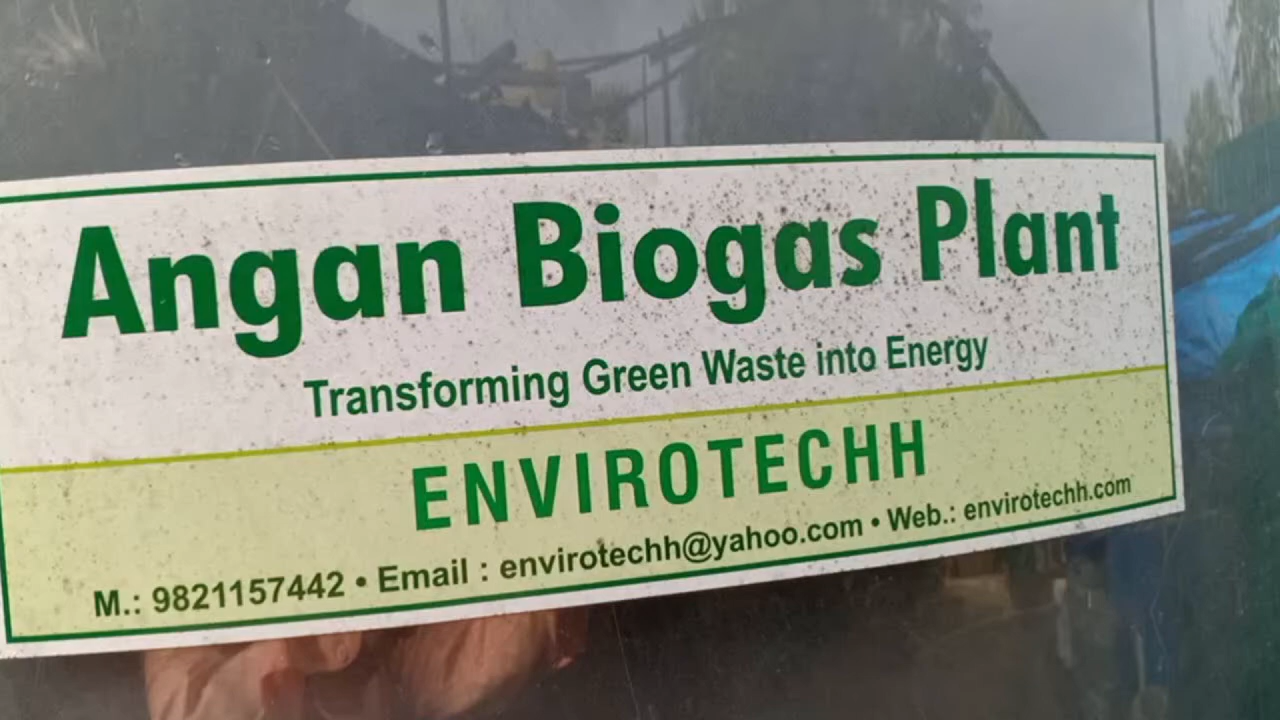 Angan Biogas Plant
Transforming Green Waste into Energy
ENVIROTECHH
M.: 9821157442 • Email : envirotechh@yahoo.com • Web.: envirotechh.com